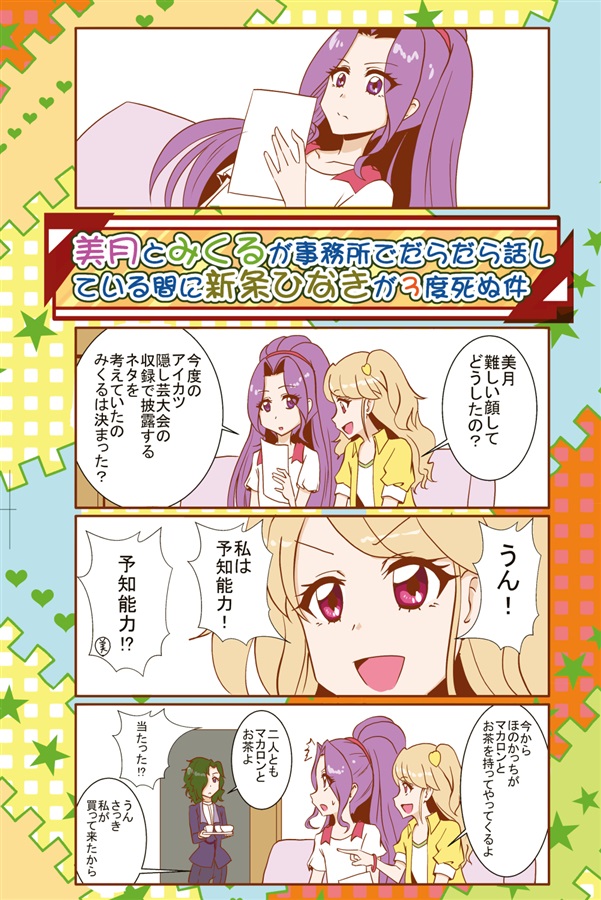 美月とみくるが事務所でだらだら話し
ている間に新条ひなきが3度死ぬ件
美月
難しい顔して
どうしたの?
今度の
アイカツ
隠し芸大会の
収録で披露する
ネタを
考えていたの
みくるは決まった?
うん!
私は
予知能力!
予知能力!?
美
今から
ほのかっちが
マカロンと
お茶を持ってやってくるよ
二人とも
マカロンと
お茶よ
当たった!?
うん
さっき
私が
買って来たから